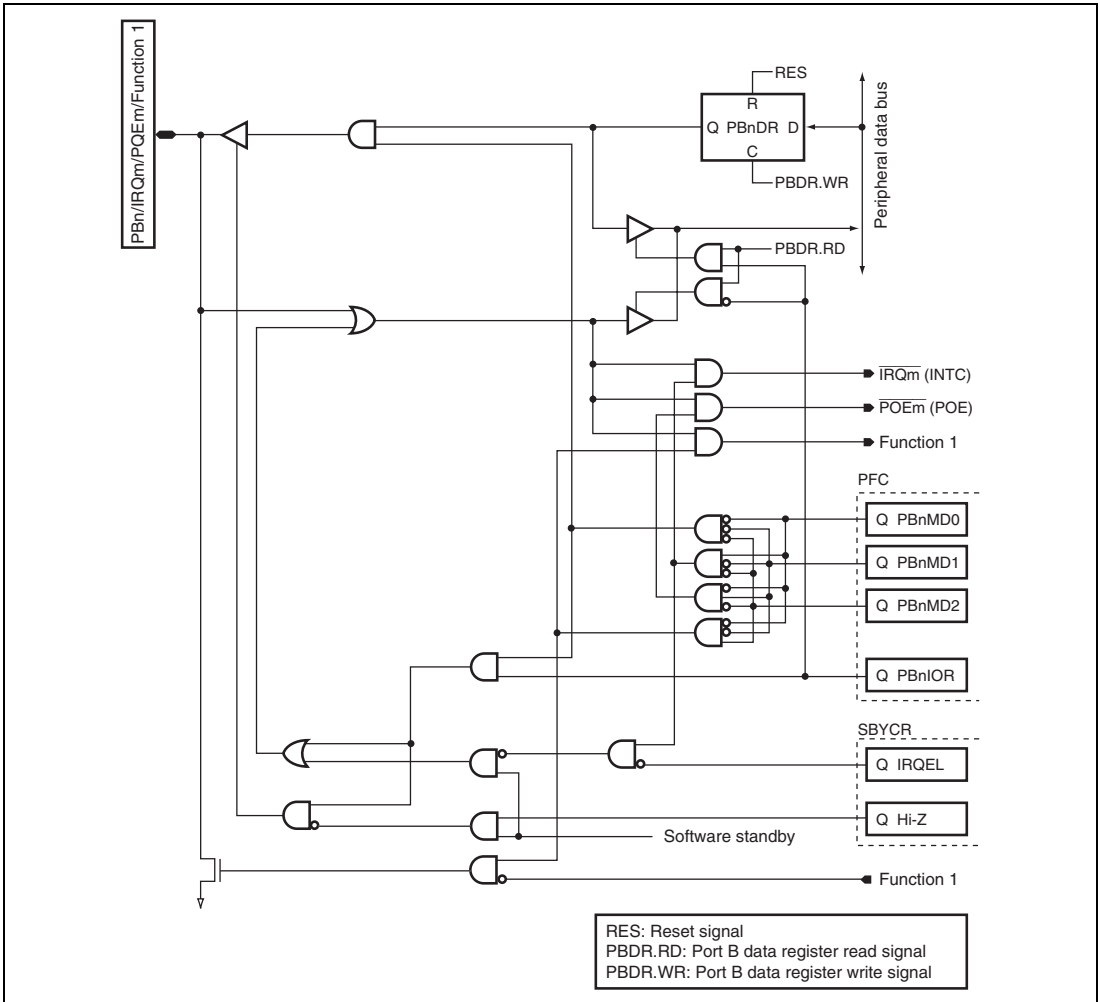 PBn/IRQm/PQEm/Function 1
RES
R
Q PBnDR D
C
PBDR.WR
Peripheral data bus
PBDR.RD
IRQm (INTC)
POEm (POE)
Function 1
PFC
Q PBnMD0
Q PBnMD1
Q PBnMD2
Q PBnIOR
SBYCR
Q IRQEL
Q Hi-Z
Software standby
Function 1
RES: Reset signal
PBDR.RD: Port B data register read signal
PBDR.WR: Port B data register write signal